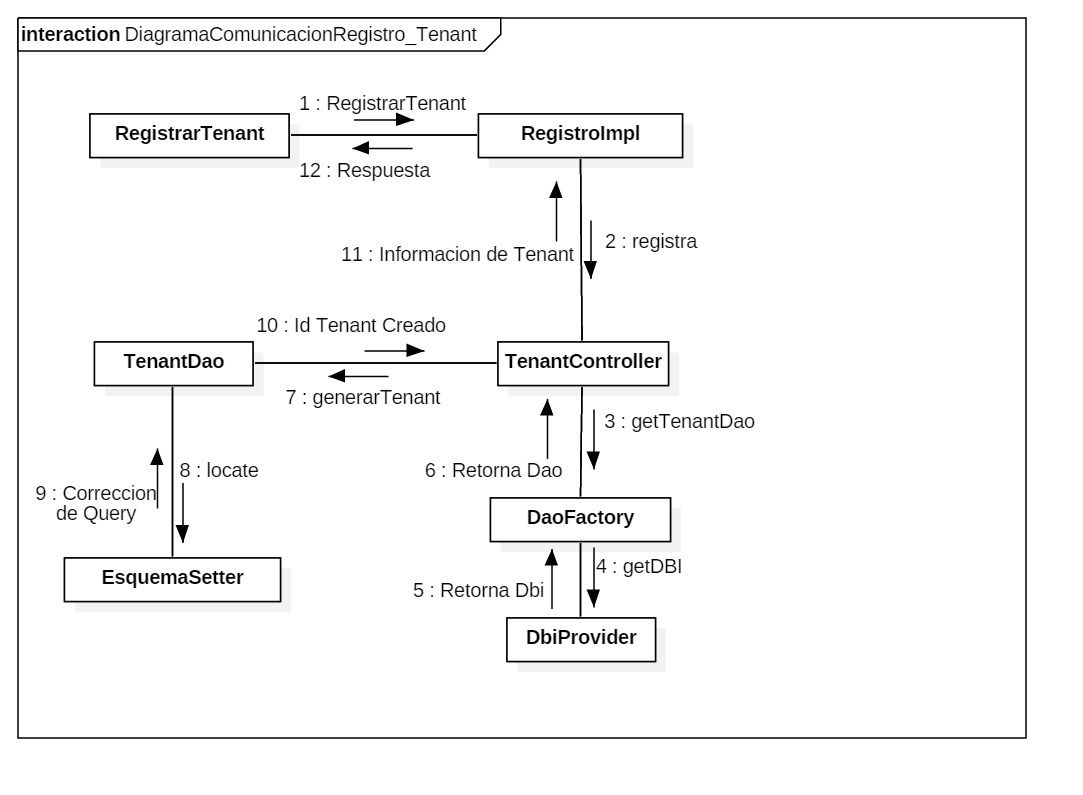 interaction DiagramaComunicacionRegistro_Tenant
1 : RegistrarTenant
RegistrarTenant
RegistroImpl
12 : Respuesta
2 : registra
11 : Informacion de Tenant
10 : Id Tenant Creado
TenantDao
TenantController
7 : generarTenant
3 : getTenantDao
6 : Retorna Dao
8 : locate
9 : Correccion
de Query
DaoFactory
4 : getDBI
EsquemaSetter
5 : Retorna Dbi
DbiProvider